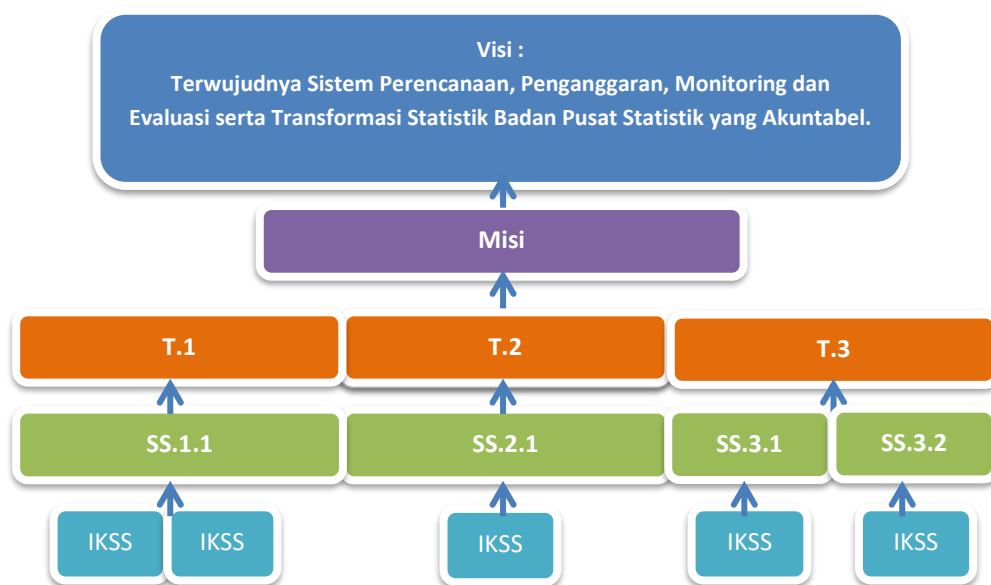 Visi :
Terwujudnya Sistem Perencanaan, Penganggaran, Monitoring dan
Evaluasi serta Transformasi Statistik Badan Pusat Statistik yang Akuntabel.
Misi
T.1
T.2
T.3
SS.1.1
SS.2.1
SS.3.1
SS.3.2
IKSS
IKSS
IKSS
IKSS
IKSS